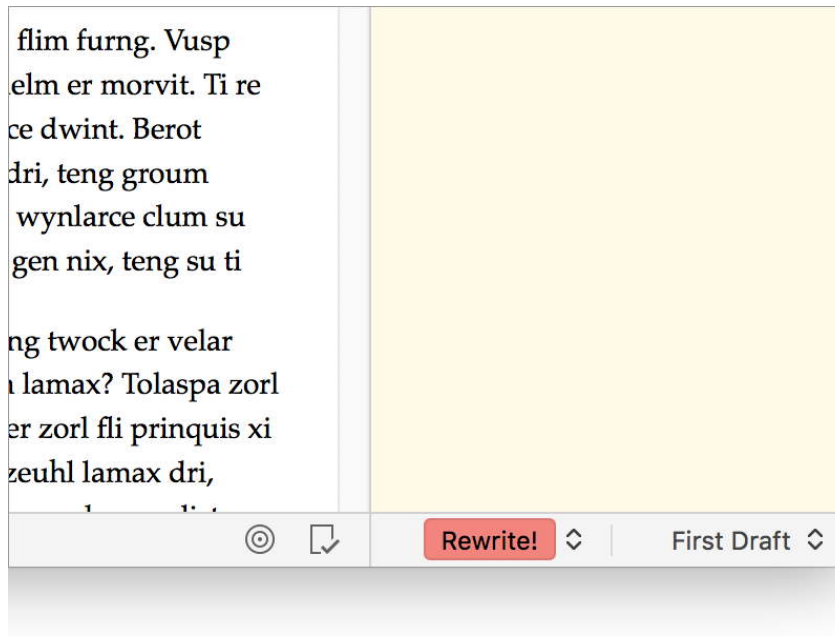 flim furng. Vusp
elm er morvit. Ti re
ce dwint. Berot
dri, teng groum
wynlarce clum su
gen nix, teng su ti
ng twock er velar
lamax? Tolaspa zorl
er zorl fli prinquis xi
zeuhl lamax dri,
Rewrite! First Draft